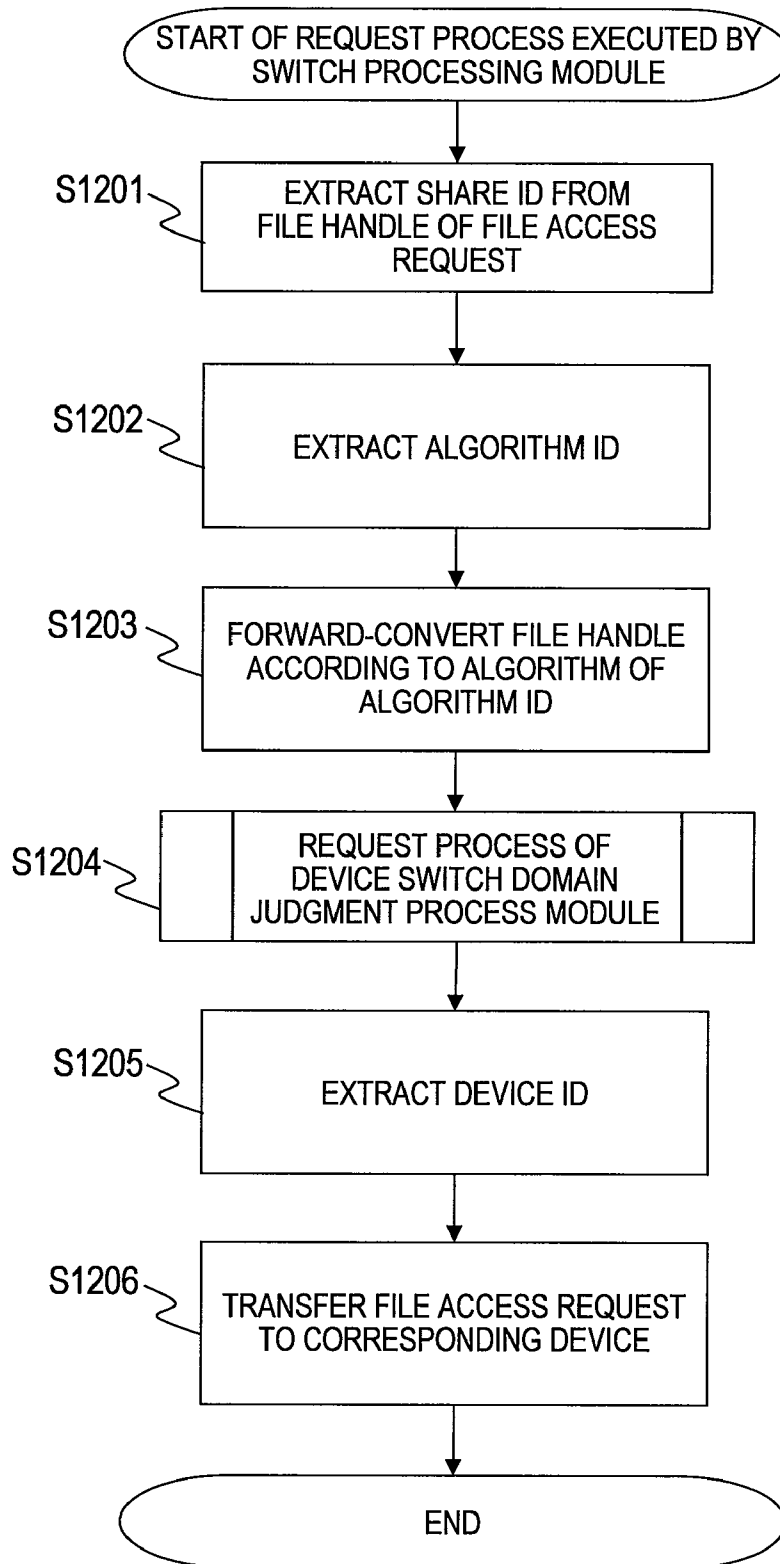 START OF REQUEST PROCESS EXECUTED BY
SWITCH PROCESSING MODULE
S1201
EXTRACT SHARE ID FROM
FILE HANDLE OF FILE ACCESS
REQUEST
S1202
EXTRACT ALGORITHM ID
S1203
FORWARD-CONVERT FILE HANDLE
ACCORDING TO ALGORITHM OF
ALGORITHM ID
S1204
REQUEST PROCESS OF
DEVICE SWITCH DOMAIN
JUDGMENT PROCESS MODULE
S1205
EXTRACT DEVICE ID
S1206
TRANSFER FILE ACCESS REQUEST
TO CORRESPONDING DEVICE
END